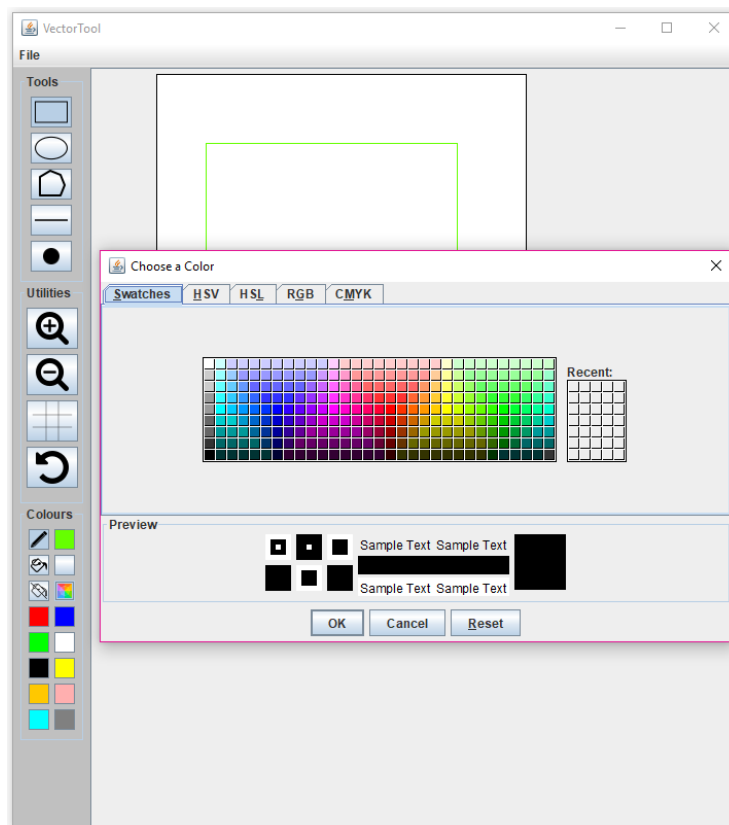 VectorTool
File
Tools
Utilities
Colours
Choose a Color
Swatches HSV HSL RGB CMYK
Recent:
Preview
Sample Text Sample Text
Sample Text Sample Text
OK Cancel Reset